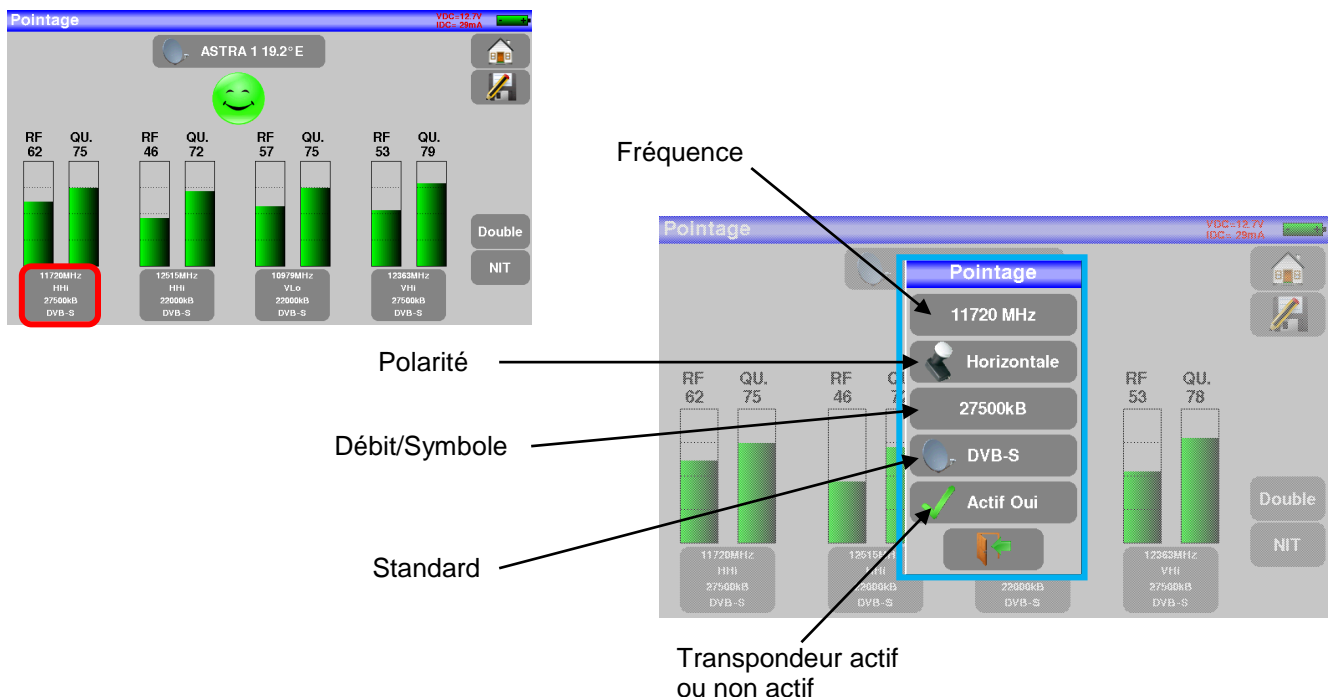 Pointage
VDC=12.7V
IDC= 29mA
ASTRA 1 19.2°E
RF QU. RF QU. RF QU. RF QU.
62 75 46 72 57 75 53 79
Double
NIT
11720MHz 12515MHz 10979MHz 12363MHz
HHi HHi VLo VHi
27500kB 22000kB 22000kB 27500kB
DVB-S DVB-S DVB-S DVB-S
Fréquence
Polarité
Débit/Symbole
Standard
Transpondeur actif
ou non actif
Pointage
VDC=12.7V
IDC= 29mA
Pointage
11720 MHz
Horizontale
27500kB
DVB-S
Actif Oui
RF QU. RF RF QU.
62 75 46 53 78
Double
NIT
11720MHz 12363MHz
HHi HHi VHi
27500kB 22000kB 22000kB 27500kB
DVB-S DVB-S DVB-S DVB-S